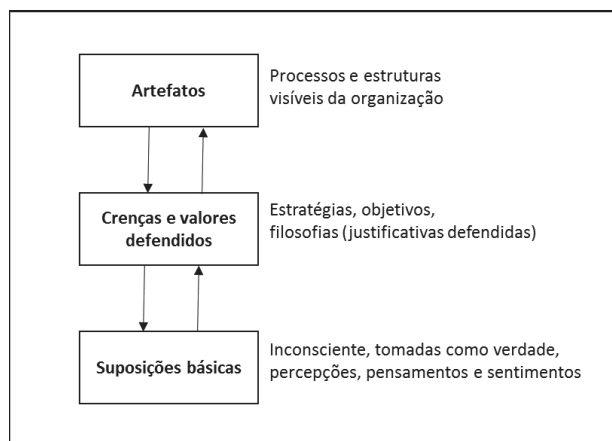 Artefatos
Processos e estruturas
visíveis da organização
Crenças e valores
defendidos
Estratégias, objetivos,
filosofias (justificativas defendidas)
Suposições básicas
Inconsciente, tomadas como verdade,
percepções, pensamentos e sentimentos